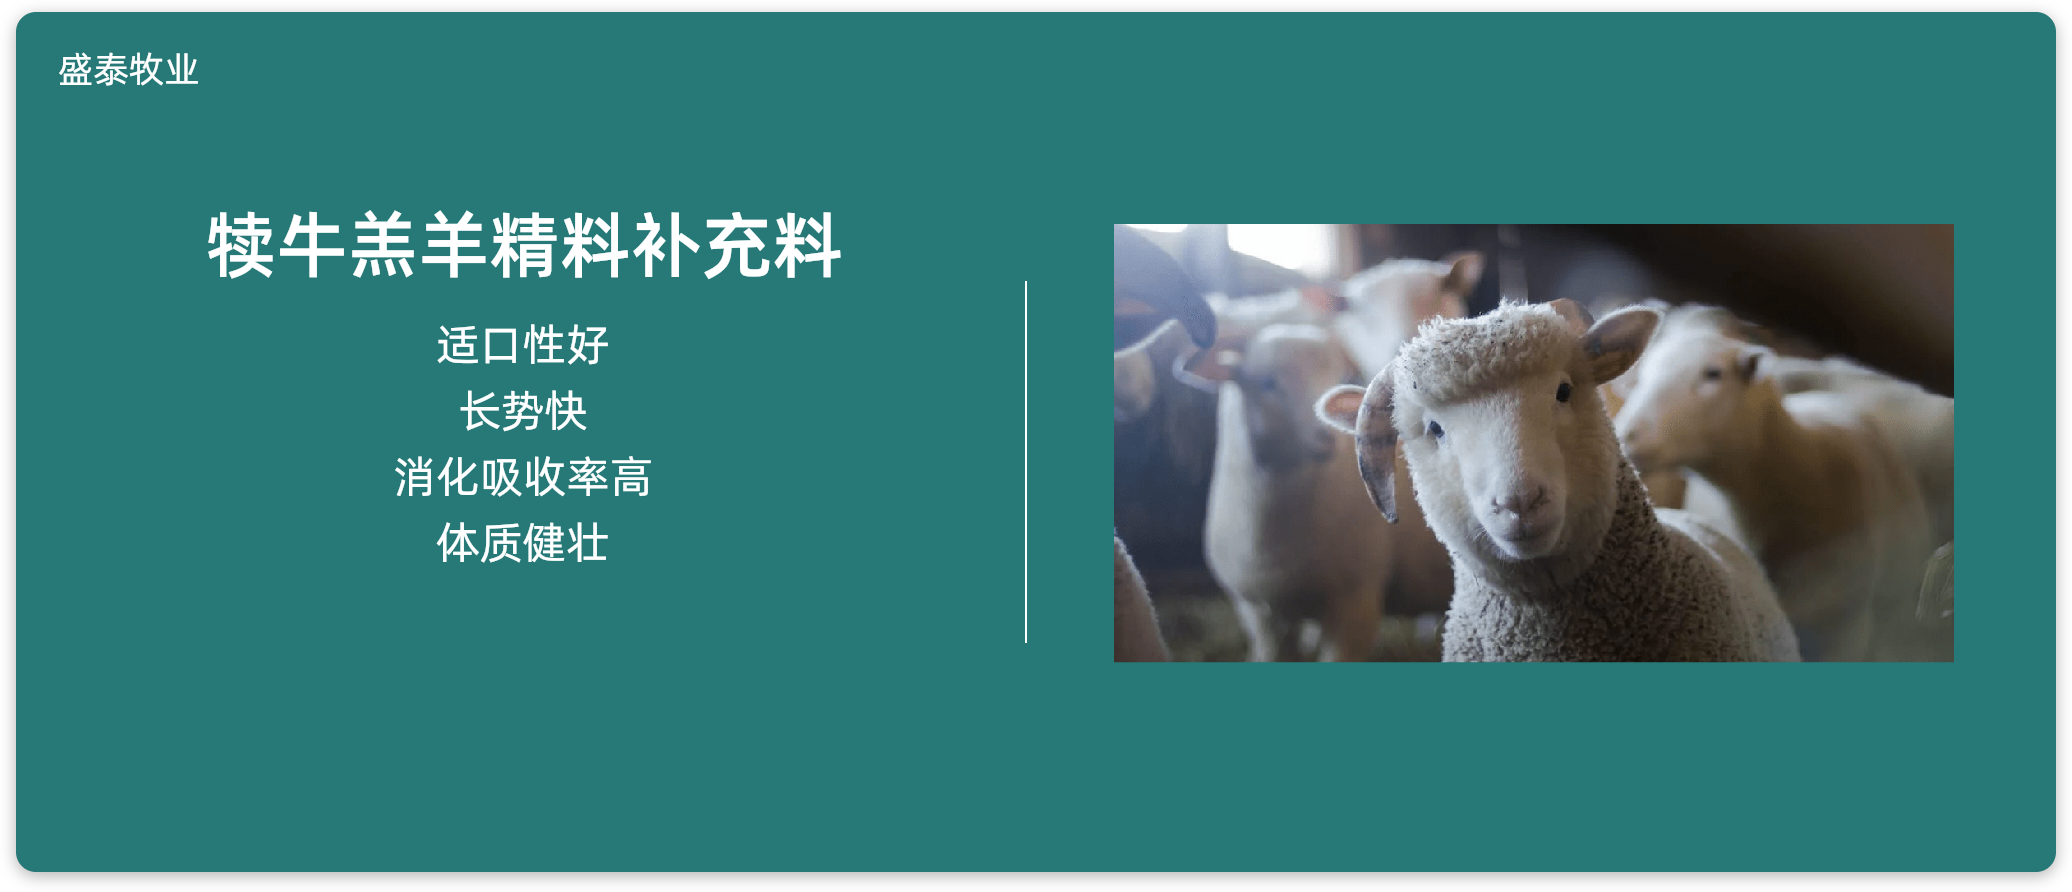 盛泰牧业
犊牛羔羊精料补充料
适口性好
长势快
消化吸收率高
体质健壮